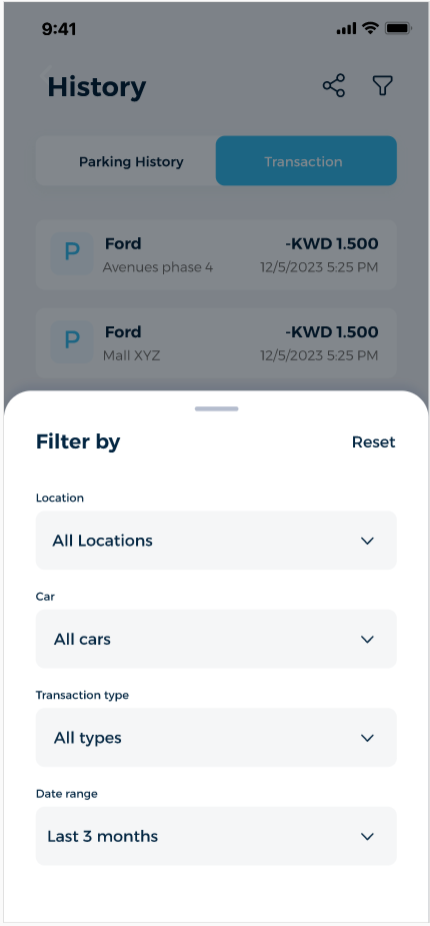 9:41
History
Parking History Transaction
P Ford -KWD 1.500
Avenues phase 4 12/5/2023 5:25 PM
P Ford -KWD 1.500
Mall XYZ 12/5/2023 5:25 PM
Filter by Reset
Location
All Locations
Car
All cars
Transaction type
All types
Date range
Last 3 months